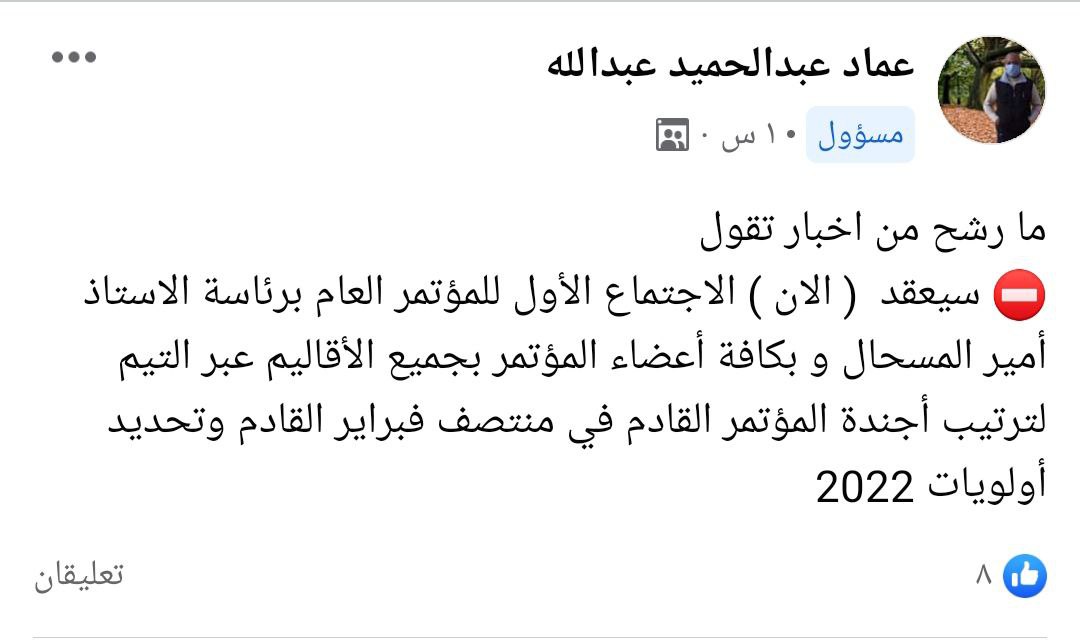 عماد عبدالحميد عبدالله
مسؤول • ١ س ·
ما رشح من اخبار تقول
⛔ سيعقد ( الان ) الاجتماع الأول للمؤتمر العام برئاسة الاستاذ
أمير المسحال و بكافة أعضاء المؤتمر بجميع الأقاليم عبر التيم
لترتيب أجندة المؤتمر القادم في منتصف فبراير القادم وتحديد
أولويات 2022
٨ تعليقان